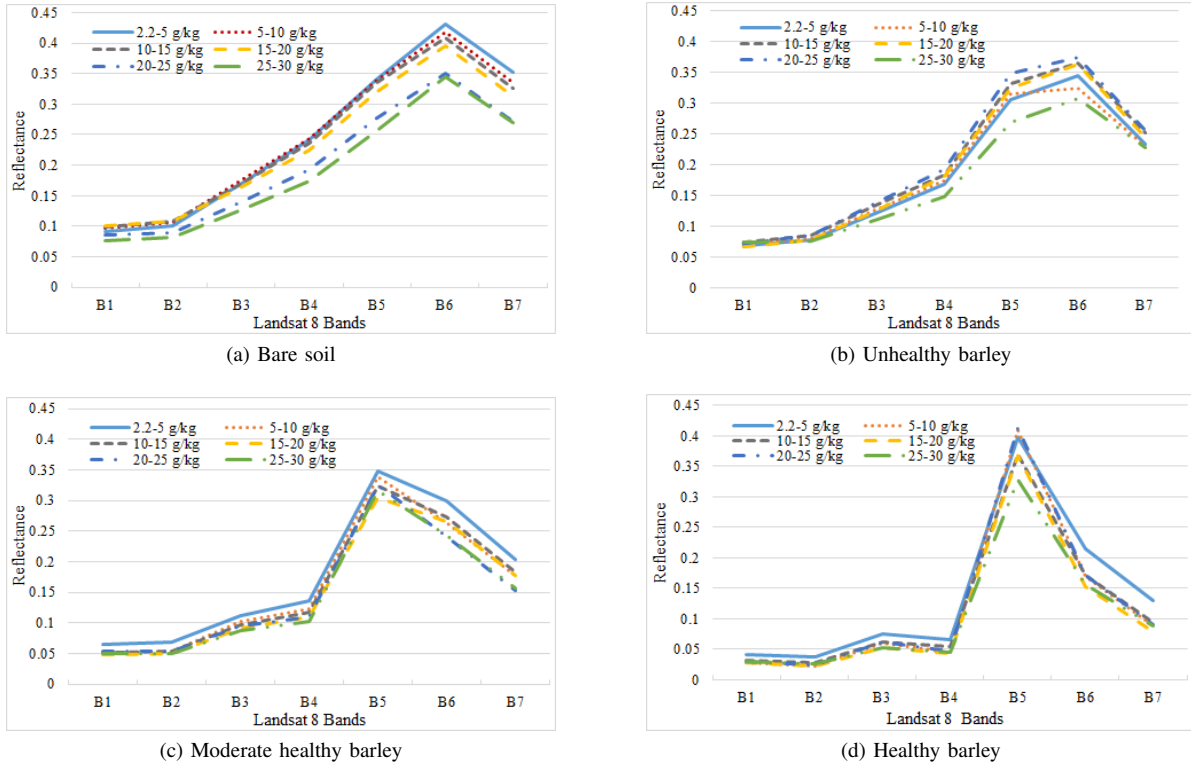 0.45
0.4
0.35
0.3
0.25
0.2
0.15
0.1
0.05
0
Reflectance
2.2-5 g/kg
5-10 g/kg
10-15 g/kg
15-20 g/kg
20-25 g/kg
25-30 g/kg
B1 B2 B3 B4 B5 B6 B7
Landsat 8 Bands
(a) Bare soil
0.45
0.4
0.35
0.3
0.25
0.2
0.15
0.1
0.05
0
Reflectance
2.2-5 g/kg
5-10 g/kg
10-15 g/kg
15-20 g/kg
20-25 g/kg
25-30 g/kg
B1 B2 B3 B4 B5 B6 B7
Landsat 8 Bands
(b) Unhealthy barley
0.45
0.4
0.35
0.3
0.25
0.2
0.15
0.1
0.05
0
Reflectance
2.2-5 g/kg
5-10 g/kg
10-15 g/kg
15-20 g/kg
20-25 g/kg
25-30 g/kg
B1 B2 B3 B4 B5 B6 B7
Landsat 8 Bands
(c) Moderate healthy barley
0.45
0.4
0.35
0.3
0.25
0.2
0.15
0.1
0.05
0
Reflectance
2.2-5 g/kg
5-10 g/kg
10-15 g/kg
15-20 g/kg
20-25 g/kg
25-30 g/kg
B1 B2 B3 B4 B5 B6 B7
Landsat 8 Bands
(d) Healthy barley